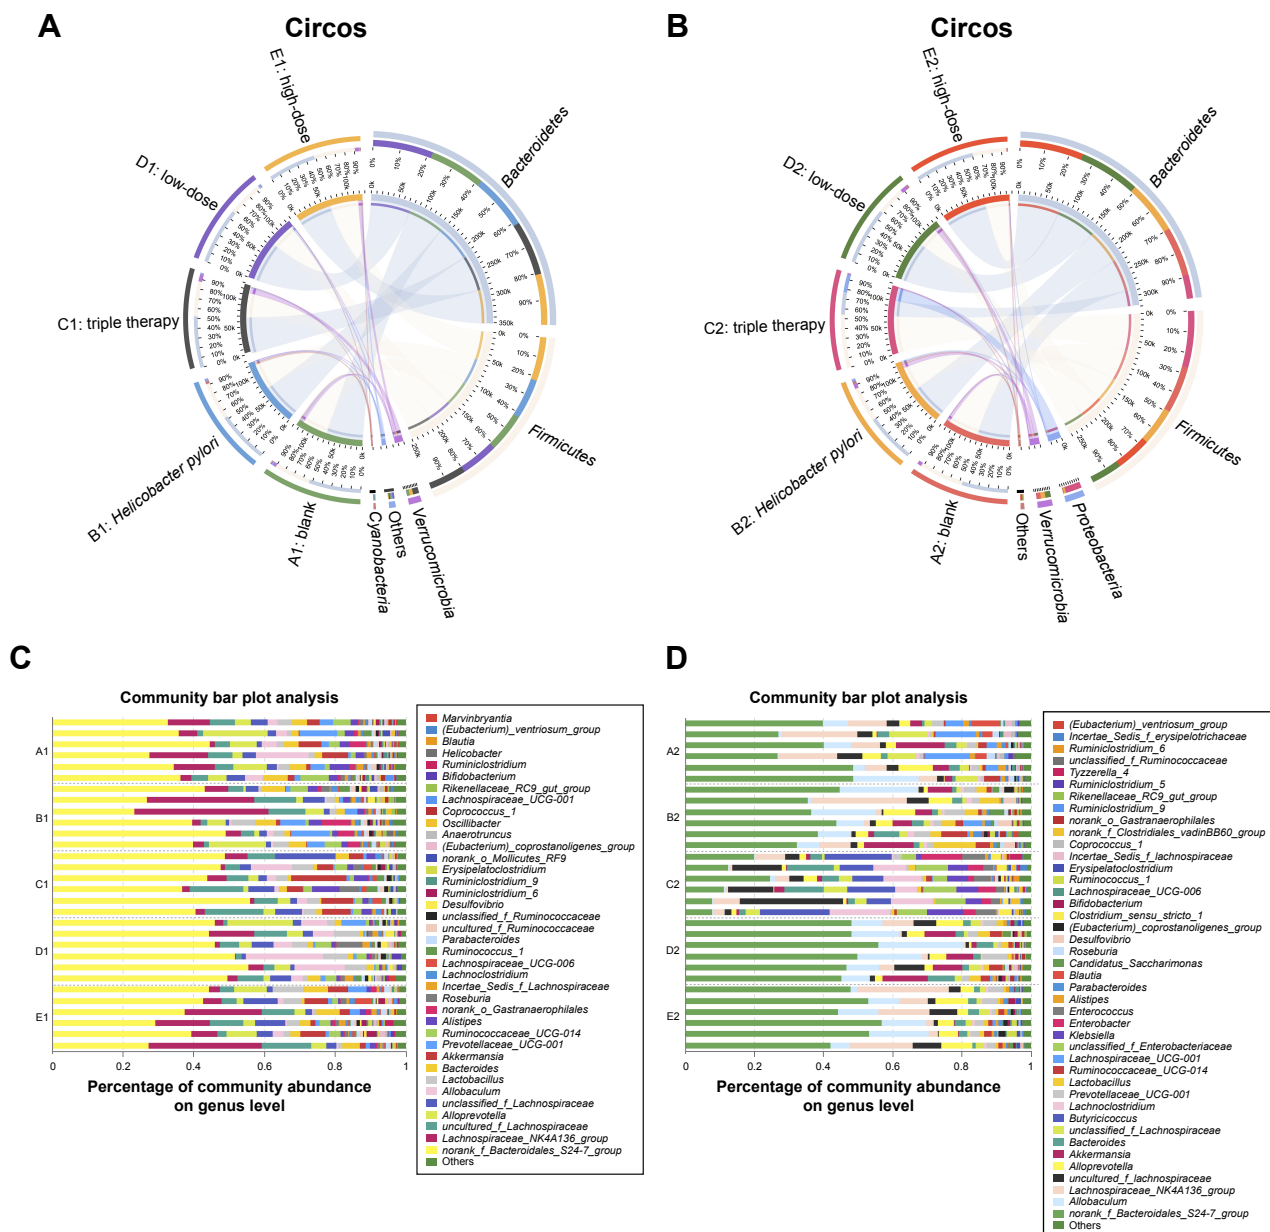 A
Circos
B
Circos
E1: high-dose
D1: low-dose
C1: triple therapy
B1: Helicobacter pylori
A1: blank
Cyanobacteria
Others
Verrucomicrobia
Firmicutes
Bacteroidetes
E2: high-dose
D2: low-dose
C2: triple therapy
B2: Helicobacter pylori
A2: blank
Others
Verrucomicrobia
Proteobacteria
Firmicutes
Bacteroidetes
C
Community bar plot analysis
A1
B1
C1
D1
E1
0 0.2 0.4 0.6 0.8 1
Percentage of community abundance
on genus level
Marvinbryantia
(Eubacterium)_ventriosum_group
Blautia
Helicobacter
Ruminiclostridium
Bifidobacterium
Rikenellaceae_RC9_gut_group
Lachnospiraceae_UCG-001
Coprococcus_1
Oscillibacter
Anaerotruncus
(Eubacterium)_coprostanoligenes_group
norank_o_Mollicutes_RF9
Erysipelatoclostridium
Ruminiclostridium_9
Ruminiclostridium_6
Desulfovibrio
unclassified_f_Ruminococcaceae
uncultured_f_Ruminococcaceae
Parabacteroides
Ruminococcus_1
Lachnospiraceae_UCG-006
Lachnoclostridium
Incertae_Sedis_f_Lachnospiraceae
Roseburia
norank_o_Gastranaerophilales
Alistipes
Ruminococcaceae_UCG-014
Prevotellaceae_UCG-001
Akkermansia
Bacteroides
Lactobacillus
Allobaculum
unclassified_f_Lachnospiraceae
Alloprevotella
uncultured_f_Lachnospiraceae
Lachnospiraceae_NK4A136_group
norank_f_Bacteroidales_S24-7_group
Others
D
Community bar plot analysis
A2
B2
C2
D2
E2
0 0.2 0.4 0.6 0.8 1
Percentage of community abundance
on genus level
(Eubacterium)_ventriosum_group
Incertae_Sedis_f_erysipelotrichaceae
Ruminiclostridium_6
unclassified_f_Ruminococcaceae
Tyzzerella_4
Ruminiclostridium_5
Rikenellaceae_RC9_gut_group
Ruminiclostridium_9
norank_o_Gastranaerophilales
norank_f_Clostridiales_vadinBB60_group
Coprococcus_1
Incertae_Sedis_f_lachnospiraceae
Erysipelatoclostridium
Ruminococcus_1
Lachnospiraceae_UCG-006
Bifidobacterium
Clostridium_sensu_stricto_1
(Eubacterium)_coprostanoligenes_group
Desulfovibrio
Roseburia
Candidatus_Saccharimonas
Blautia
Parabacteroides
Alistipes
Enterococcus
Enterobacter
Klebsiella
unclassified_f_Enterobacteriaceae
Lachnospiraceae_UCG-001
Ruminococcaceae_UCG-014
Lactobacillus
Prevotellaceae_UCG-001
Lachnoclostridium
Butyricicoccus
unclassified_f_Lachnospiraceae
Bacteroides
Akkermansia
Alloprevotella
uncultured_f_lachnospiraceae
Lachnospiraceae_NK4A136_group
Allobaculum
norank_f_Bacteroidales_S24-7_group
Others